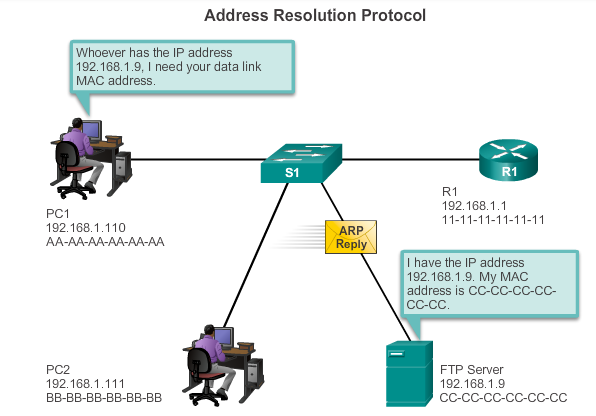 Address Resolution Protocol
Whoever has the IP address
192.168.1.9, I need your data link
MAC address.
S1
R1
R1
192.168.1.1
11-11-11-11-11-11
PC1
192.168.1.110
AA-AA-AA-AA-AA-AA
ARP
Reply
I have the IP address
192.168.1.9. My MAC
address is CC-CC-CC-CC-
CC-CC.
PC2
192.168.1.111
BB-BB-BB-BB-BB-BB
FTP Server
192.168.1.9
CC-CC-CC-CC-CC-CC